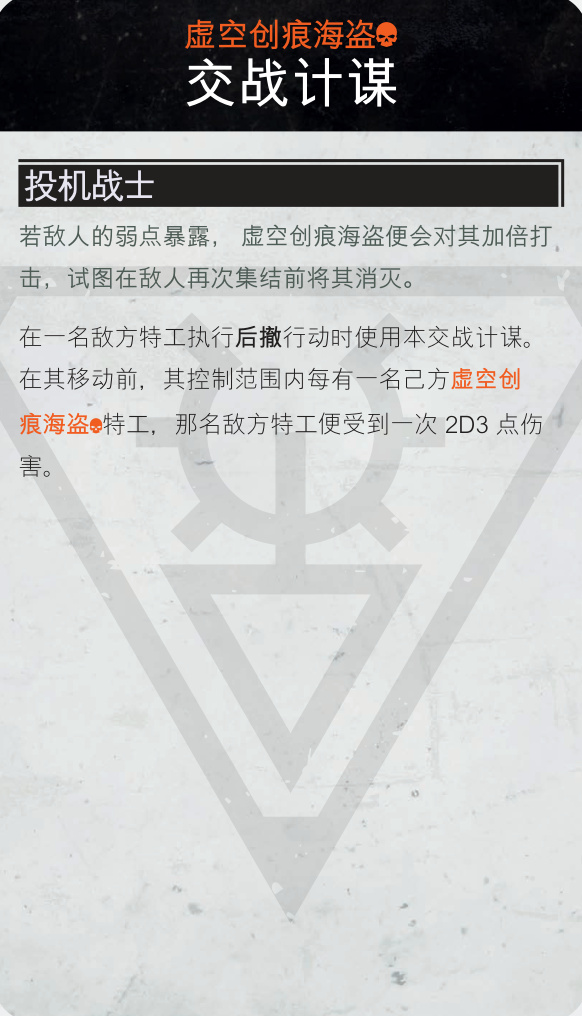 虚空创痕海盗
交战计谋
投机战士
若敌人的弱点暴露， 虚空创痕海盗便会对其加倍打
击，试图在敌人再次集结前将其消灭。
在一名敌方特工执行后撤行动时使用本交战计谋。
在其移动前，其控制范围内每有一名己方虚空创
痕海盗特工，那名敌方特工便受到一次 2D3 点伤
害。